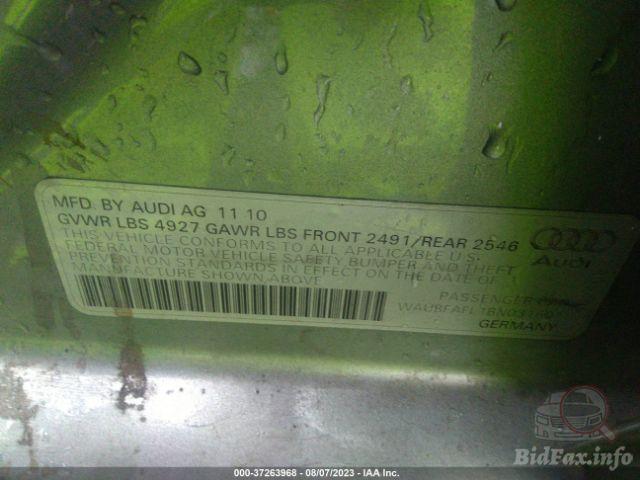 MFD. BY AUDI AG 11 10
GVWR LBS 4927 GAWR LBS FRONT 2491/REAR 2546
THIS VEHICLE CONFORMS TO ALL APPLICABLE U.S.
FEDERAL MOTOR VEHICLE SAFETY BUMPER AND THEFT
PREVENTION STANDARDS IN EFFECT ON THE DATE OF
MANUFACTURE SHOWN ABOVE
Audi
PASSENGER
GERMANY
000-37263968 - 08/07/2023 - IAA Inc.
BidFax.info